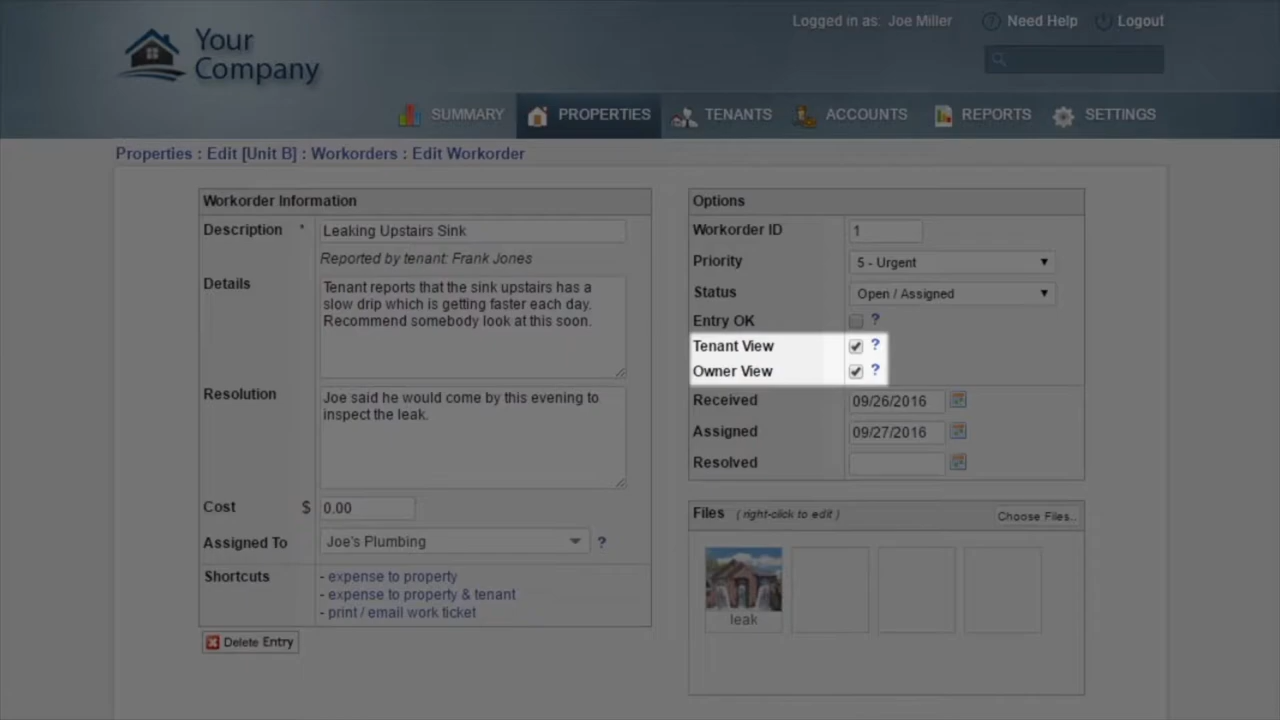 Logged in as: Joe Miller
Need Help
Logout
Your
Company
SUMMARY
PROPERTIES
TENANTS
ACCOUNTS
REPORTS
SETTINGS
Properties : Edit [Unit B] : Workorders : Edit Workorder
Workorder Information
Description *
Leaking Upstairs Sink
Reported by tenant: Frank Jones
Details
Tenant reports that the sink upstairs has a
slow drip which is getting faster each day.
Recommend somebody look at this soon.
Resolution
Joe said he would come by this evening to
inspect the leak.
Cost $ 0.00
Assigned To
Joe's Plumbing ?
Shortcuts
- expense to property
- expense to property & tenant
- print / email work ticket
Delete Entry
Options
Workorder ID 1
Priority 5 - Urgent
Status Open / Assigned
Entry OK ?
Tenant View ?
Owner View ?
Received 09/26/2016
Assigned 09/27/2016
Resolved
Files ( right-click to edit )
Choose Files..
leak